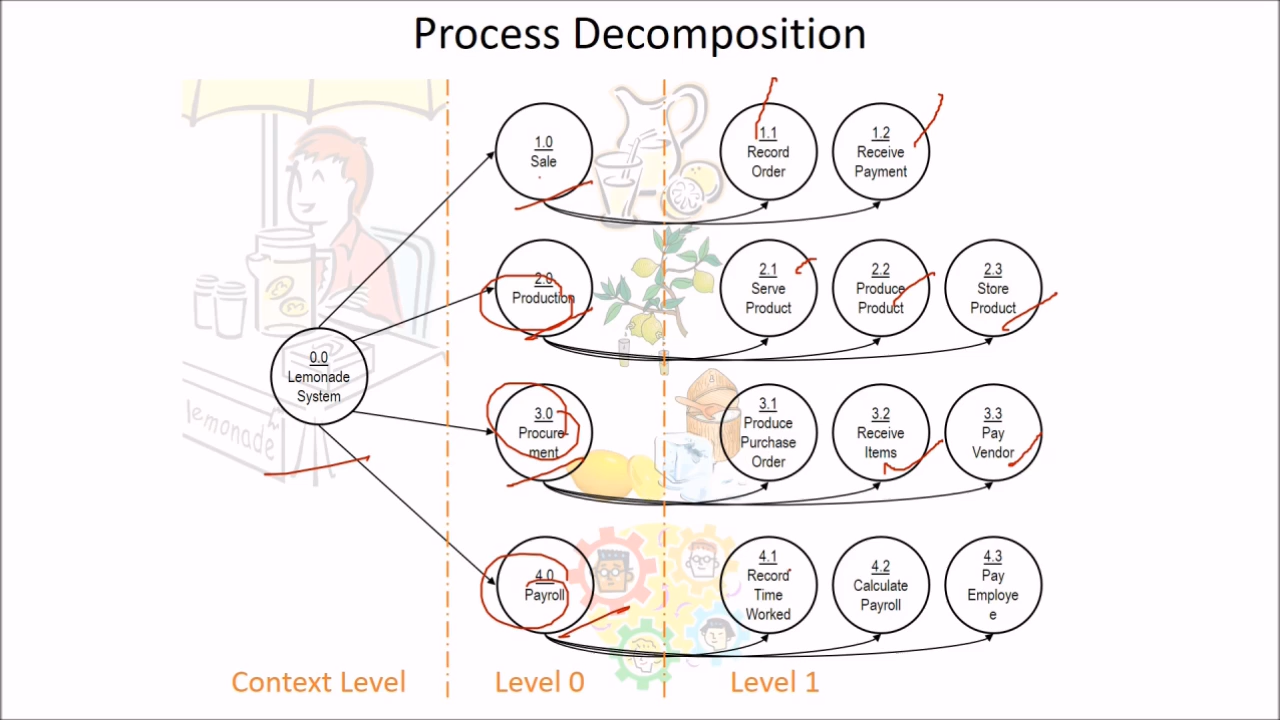 Process Decomposition
1.0
Sale
1.1
Record
Order
1.2
Receive
Payment
2.0
Production
2.1
Serve
Product
2.2
Produce
Product
2.3
Store
Product
0.0
Lemonade
System
lemonade
3.0
Procure-
ment
3.1
Produce
Purchase
Order
3.2
Receive
Items
3.3
Pay
Vendor
4.0
Payroll
4.1
Record
Time
Worked
4.2
Calculate
Payroll
4.3
Pay
Employe
e
Context Level
Level 0
Level 1